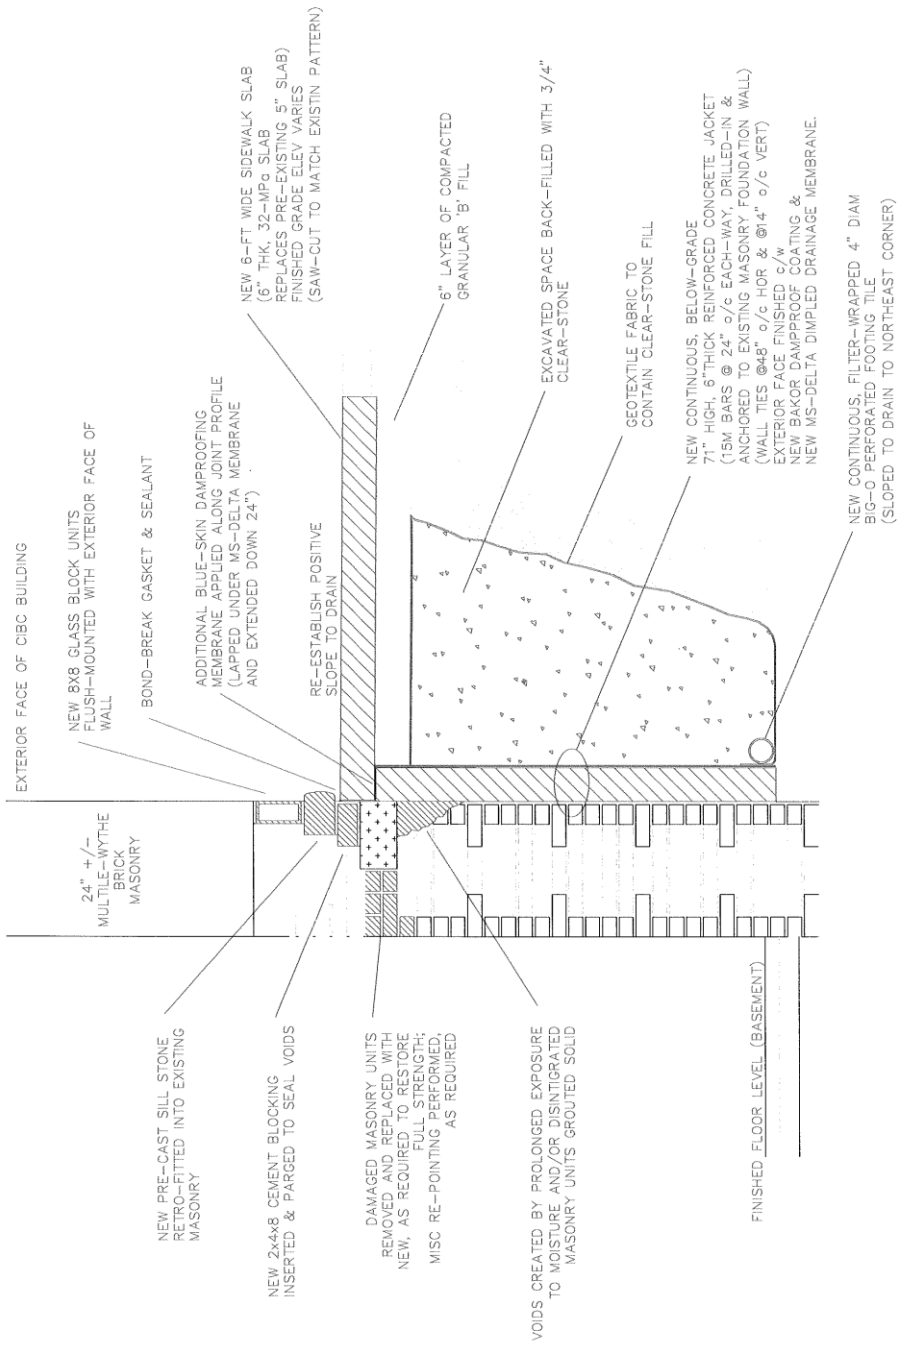 EXTERIOR FACE OF CIBC BUILDING
NEW 8X8 GLASS BLOCK UNITS
FLUSH-MOUNTED WITH EXTERIOR FACE OF
WALL
BOND-BREAK GASKET & SEALANT
ADDITIONAL BLUE-SKIN DAMPROOFING
MEMBRANE APPLIED ALONG JOINT PROFILE
(LAPPED UNDER MS-DELTA MEMBRANE
AND EXTENDED DOWN 24")
RE-ESTABLISH POSITIVE
SLOPE TO DRAIN
NEW 6-FT WIDE SIDEWALK SLAB
(6" THK, 32-MPa SLAB
REPLACES PRE-EXISTING 5" SLAB)
FINISHED GRADE ELEV VARIES
(SAW-CUT TO MATCH EXISTIN PATTERN)
6" LAYER OF COMPACTED
GRANULAR 'B' FILL
EXCAVATED SPACE BACK-FILLED WITH 3/4"
CLEAR-STONE
GEOTEXTILE FABRIC TO
CONTAIN CLEAR-STONE FILL
NEW CONTINUOUS, BELOW-GRADE
71" HIGH, 6"THICK REINFORCED CONCRETE JACKET
(15M BARS @ 24" o/c EACH-WAY, DRILLED-IN &
ANCHORED TO EXISTING MASONRY FOUNDATION WALL)
(WALL TIES @48" o/c HOR & @14" o/c VERT)
EXTERIOR FACE FINISHED c/w
NEW BAKOR DAMPPROOF COATING &
NEW MS-DELTA DIMPLED DRAINAGE MEMBRANE.
NEW CONTINUOUS, FILTER-WRAPPED 4" DIAM
BIG-O PERFORATED FOOTING TILE
(SLOPED TO DRAIN TO NORTHEAST CORNER)
24" +/-
MULTILE-WYTHE
BRICK
MASONRY
NEW PRE-CAST SILL STONE
RETRO-FITTED INTO EXISTING
MASONRY
NEW 2x4x8 CEMENT BLOCKING
INSERTED & PARGED TO SEAL VOIDS
DAMAGED MASONRY UNITS
REMOVED AND REPLACED WITH
NEW, AS REQUIRED TO RESTORE
FULL STRENGTH;
MISC RE-POINTING PERFORMED,
AS REQUIRED
VOIDS CREATED BY PROLONGED EXPOSURE
TO MOISTURE AND/OR DISINTIGRATED
MASONRY UNITS GROUTED SOLID
FINISHED FLOOR LEVEL (BASEMENT)